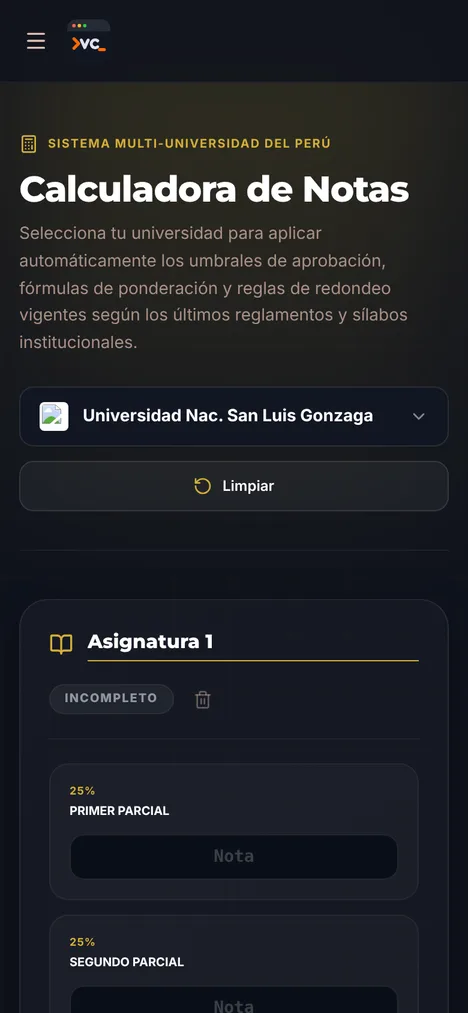 vc_
SISTEMA MULTI-UNIVERSIDAD DEL PERÚ
Calculadora de Notas
Selecciona tu universidad para aplicar
automáticamente los umbrales de aprobación,
fórmulas de ponderación y reglas de redondeo
vigentes según los últimos reglamentos y sílabos
institucionales.
Universidad Nac. San Luis Gonzaga
Limpiar
Asignatura 1
INCOMPLETO
25%
PRIMER PARCIAL
Nota
25%
SEGUNDO PARCIAL
Nota